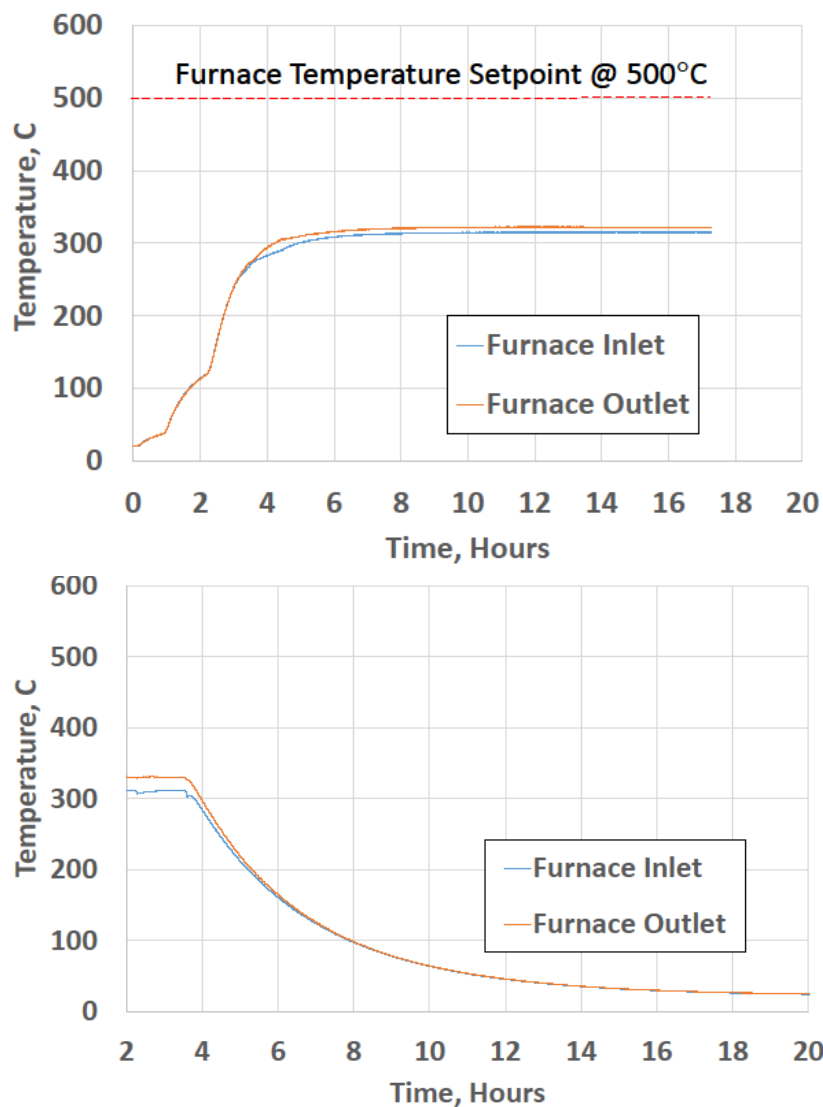 600
Furnace Temperature Setpoint @ 500°C
500
400
300
200
100
0
Temperature, C
Furnace Inlet
Furnace Outlet
0 2 4 6 8 10 12 14 16 18 20
Time, Hours
600
500
400
300
200
100
0
Temperature, C
Furnace Inlet
Furnace Outlet
2 4 6 8 10 12 14 16 18 20
Time, Hours